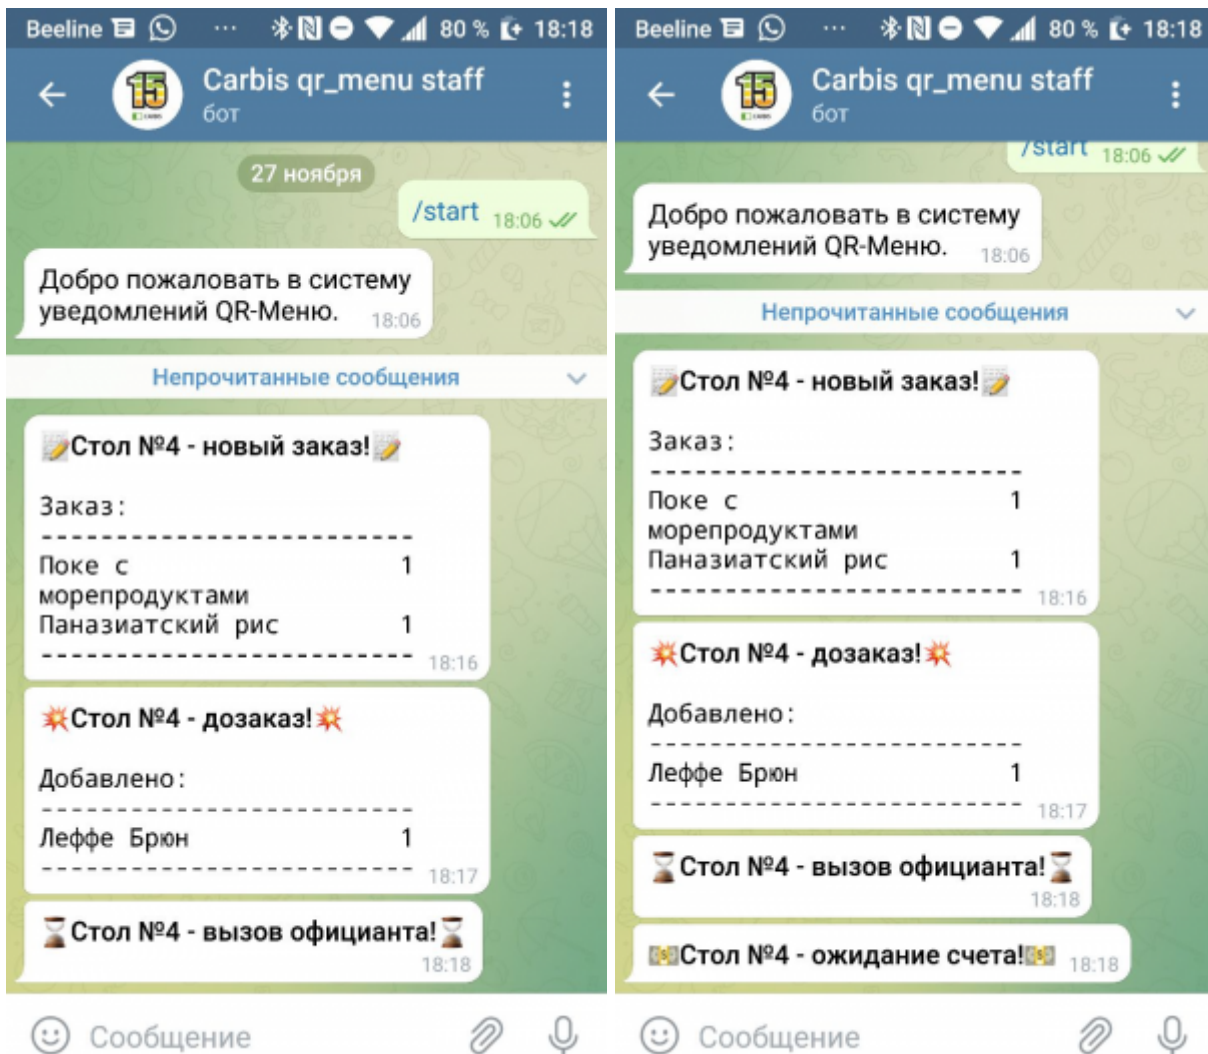 Beeline ··· 80 % 18:18
Carbis qr_menu staff
бот
27 ноября
/start 18:06
Добро пожаловать в систему
уведомлений QR-Меню. 18:06
Непрочитанные сообщения
Стол №4 - новый заказ!
Заказ:
--------------------------
Поке с 1
морепродуктами
Паназиатский рис 1
-------------------------- 18:16
Стол №4 - дозаказ!
Добавлено:
--------------------------
Леффе Брюн 1
-------------------------- 18:17
Стол №4 - вызов официанта!
18:18
Сообщение
Beeline ··· 80 % 18:18
Carbis qr_menu staff
бот
/start 18:06
Добро пожаловать в систему
уведомлений QR-Меню. 18:06
Непрочитанные сообщения
Стол №4 - новый заказ!
Заказ:
--------------------------
Поке с 1
морепродуктами
Паназиатский рис 1
-------------------------- 18:16
Стол №4 - дозаказ!
Добавлено:
--------------------------
Леффе Брюн 1
-------------------------- 18:17
Стол №4 - вызов официанта!
18:18
Стол №4 - ожидание счета! 18:18
Сообщение